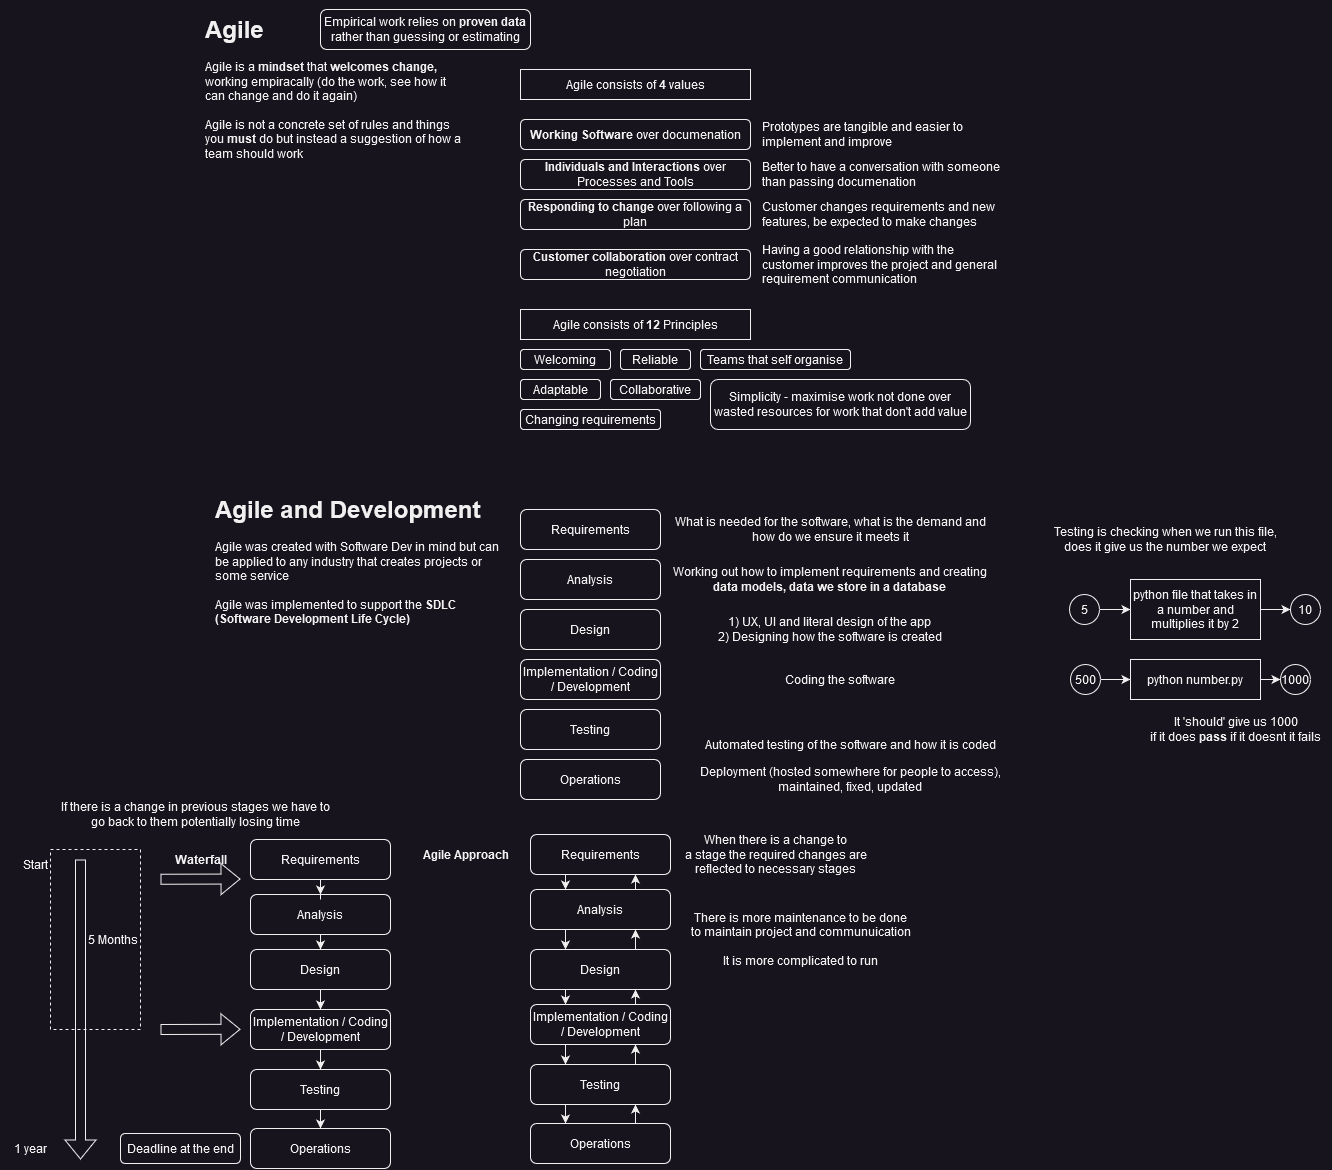 Agile
Empirical work relies on proven data
rather than guessing or estimating
Agile is a mindset that welcomes change,
working empiracally (do the work, see how it
can change and do it again)
Agile is not a concrete set of rules and things
you must do but instead a suggestion of how a
team should work
Agile consists of 4 values
Working Software over documenation
Prototypes are tangible and easier to
implement and improve
Individuals and Interactions over
Processes and Tools
Better to have a conversation with someone
than passing documenation
Responding to change over following a
plan
Customer changes requirements and new
features, be expected to make changes
Customer collaboration over contract
negotiation
Having a good relationship with the
customer improves the project and general
requirement communication
Agile consists of 12 Principles
Welcoming
Reliable
Teams that self organise
Adaptable
Collaborative
Simplicity - maximise work not done over
wasted resources for work that don't add value
Changing requirements
Agile and Development
Agile was created with Software Dev in mind but can
be applied to any industry that creates projects or
some service
Agile was implemented to support the SDLC
(Software Development Life Cycle)
Requirements
What is needed for the software, what is the demand and
how do we ensure it meets it
Analysis
Working out how to implement requirements and creating
data models, data we store in a database
Design
1) UX, UI and literal design of the app
2) Designing how the software is created
Implementation / Coding
/ Development
Coding the software
Testing
Automated testing of the software and how it is coded
Operations
Deployment (hosted somewhere for people to access),
maintained, fixed, updated
Testing is checking when we run this file,
does it give us the number we expect
5
python file that takes in
a number and
multiplies it by 2
10
500
python number.py
1000
It 'should' give us 1000
if it does pass if it doesnt it fails
If there is a change in previous stages we have to
go back to them potentially losing time
Start
5 Months
1 year
Waterfall
Requirements
Analysis
Design
Implementation / Coding
/ Development
Testing
Deadline at the end
Operations
Agile Approach
Requirements
Analysis
Design
Implementation / Coding
/ Development
Testing
Operations
When there is a change to
a stage the required changes are
reflected to necessary stages
There is more maintenance to be done
to maintain project and commuuication
It is more complicated to run